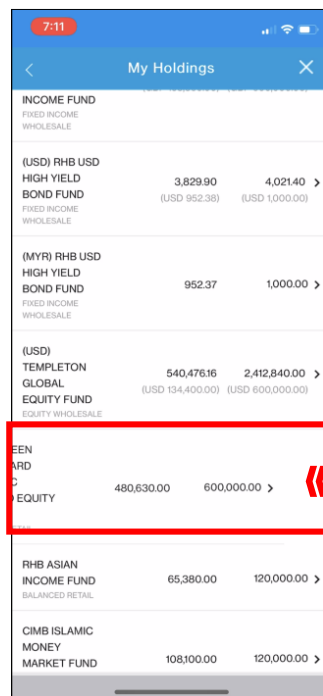 7:11
My Holdings
INCOME FUND
FIXED INCOME
WHOLESALE
(USD) RHB USD
HIGH YIELD
BOND FUND
FIXED INCOME
WHOLESALE
3,829.90 4,021.40
(USD 952.38) (USD 1,000.00)
(MYR) RHB USD
HIGH YIELD
BOND FUND
FIXED INCOME
WHOLESALE
952.37 1,000.00
(USD)
TEMPLETON
GLOBAL
EQUITY FUND
EQUITY WHOLESALE
540,476.16 2,412,840.00
(USD 134,400.00) (USD 600,000.00)
EEN
ARD
C
EQUITY
480,630.00 600,000.00
RHB ASIAN
INCOME FUND
BALANCED RETAIL
65,380.00 120,000.00
CIMB ISLAMIC
MONEY
MARKET FUND
108,100.00 120,000.00